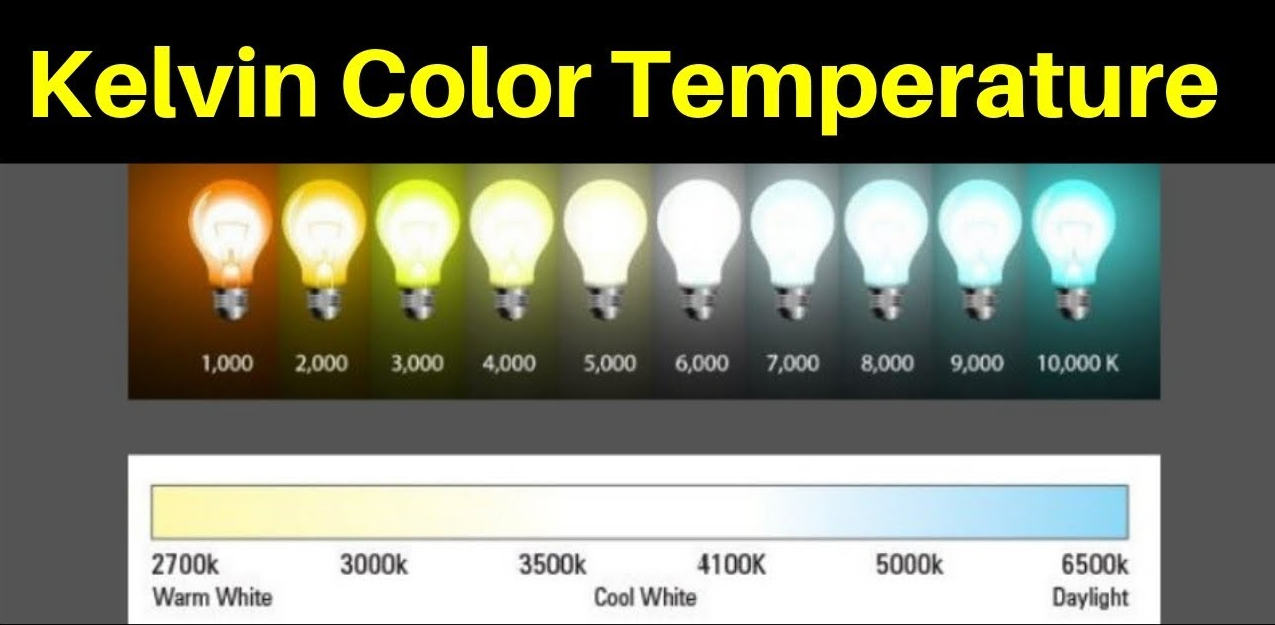 Kelvin Color Temperature
1,000 2,000 3,000 4,000 5,000 6,000 7,000 8,000 9,000 10,000 K
2700k 3000k 3500k 4100K 5000k 6500k
Warm White Cool White Daylight